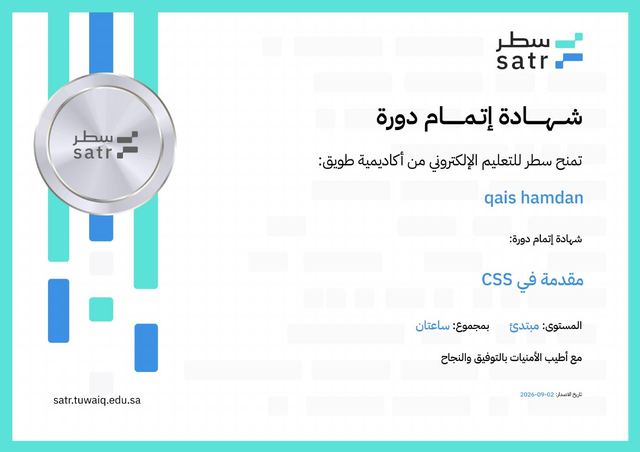 سطر
satr
سطر
satr
شهـــادة إتمـــام دورة
تمنح سطر للتعليم الإلكتروني من أكاديمية طويق:
qais hamdan
شهادة إتمام دورة:
مقدمة في CSS
المستوى: مبتدئ بمجموع: ساعتان
مع أطيب الأمنيات بالتوفيق والنجاح
تاريخ الاصدار: 2026-09-02
satr.tuwaiq.edu.sa